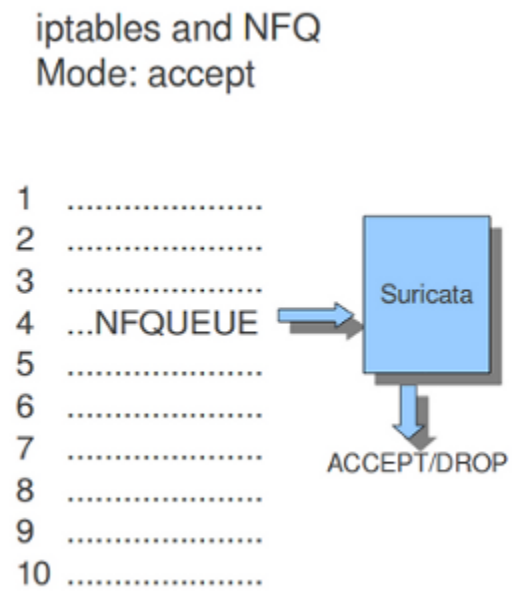 iptables and NFQ
Mode: accept
1 .....................
2 .....................
3 .....................
4 ...NFQUEUE
5 .....................
6 .....................
7 .....................
8 .....................
9 .....................
10 .....................
Suricata
ACCEPT/DROP